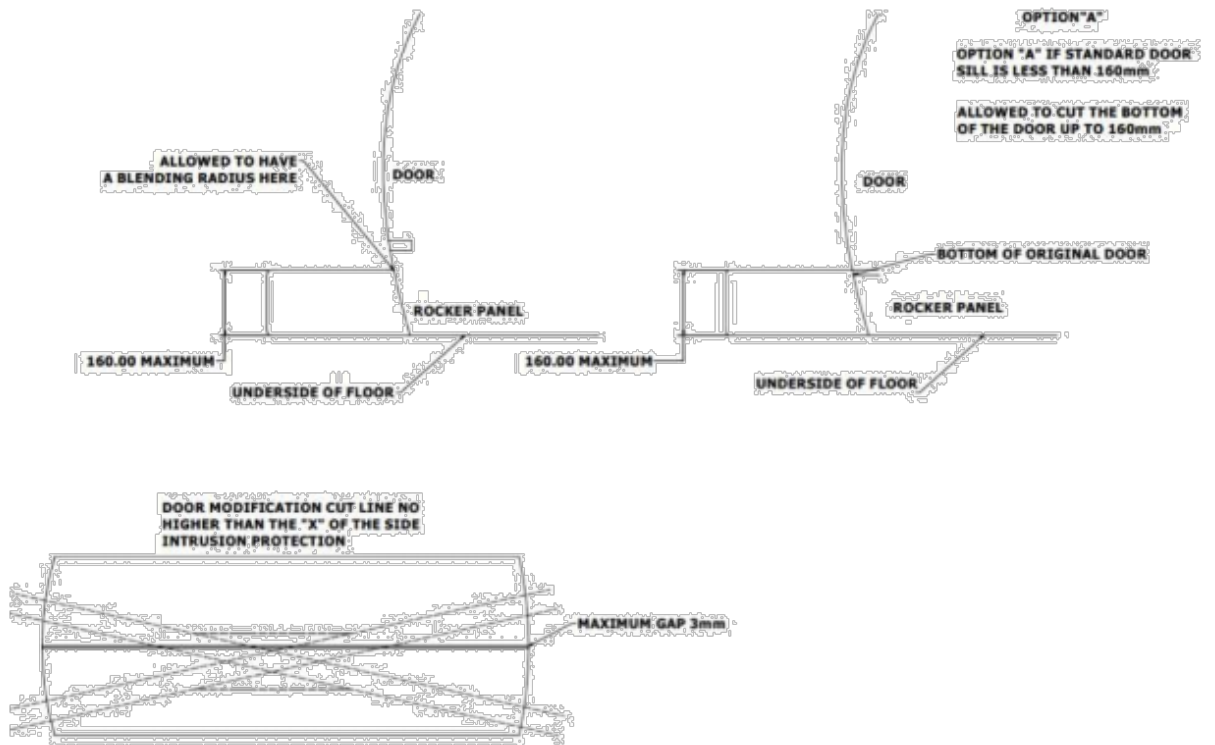 OPTION"A"
OPTION "A" IF STANDARD DOOR
SILL IS LESS THAN 160mm
ALLOWED TO CUT THE BOTTOM
OF THE DOOR UP TO 160mm
ALLOWED TO HAVE
A BLENDING RADIUS HERE
DOOR
DOOR
BOTTOM OF ORIGINAL DOOR
ROCKER PANEL
ROCKER PANEL
160.00 MAXIMUM
160.00 MAXIMUM
UNDERSIDE OF FLOOR
UNDERSIDE OF FLOOR
DOOR MODIFICATION CUT LINE NO
HIGHER THAN THE "X" OF THE SIDE
INTRUSION PROTECTION
MAXIMUM GAP 3mm